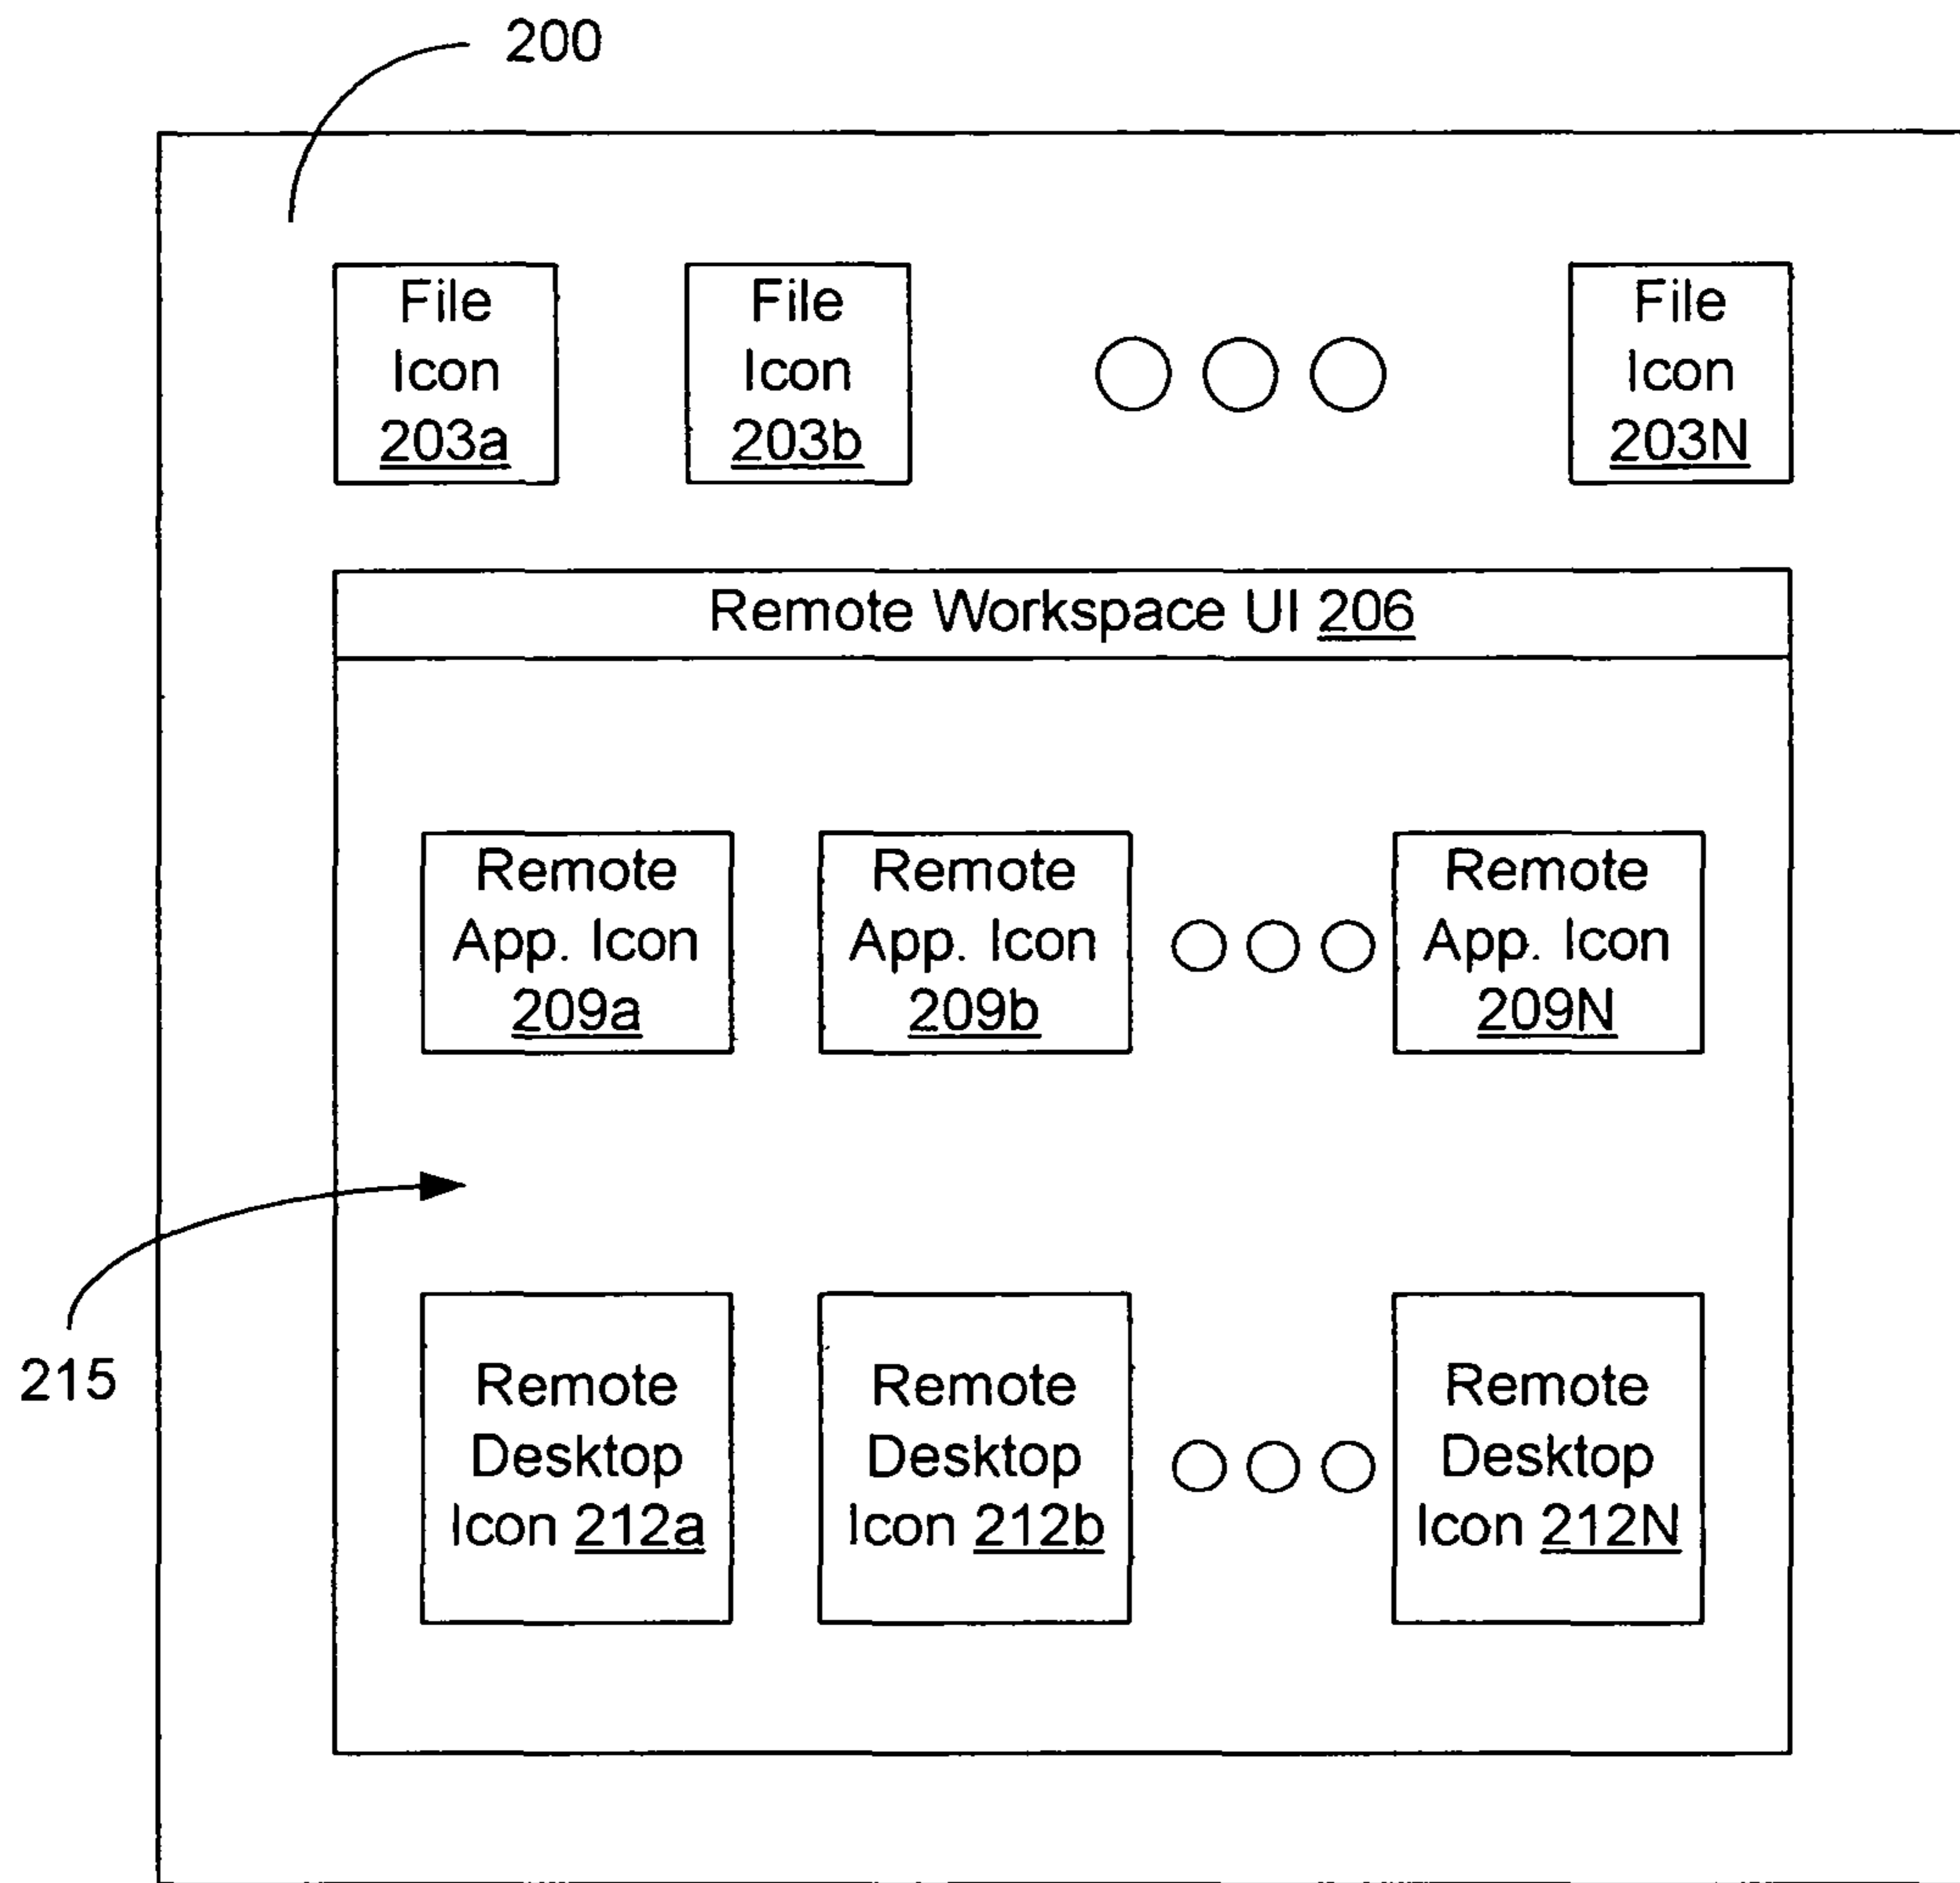 200
File
Icon
203a
File
Icon
203b
File
Icon
203N
Remote Workspace UI 206
Remote
App. Icon
209a
Remote
App. Icon
209b
Remote
App. Icon
209N
215
Remote
Desktop
Icon 212a
Remote
Desktop
Icon 212b
Remote
Desktop
Icon 212N